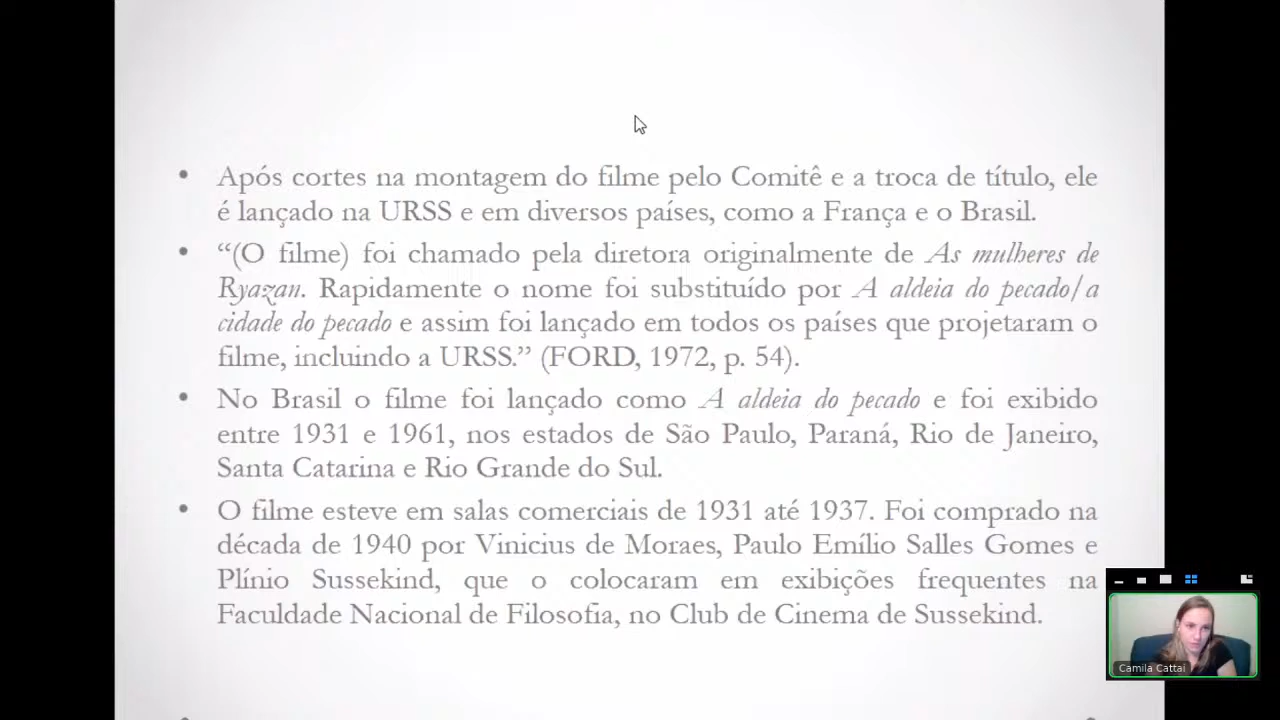 • Após cortes na montagem do filme pelo Comitê e a troca de título, ele
é lançado na URSS e em diversos países, como a França e o Brasil.
• “(O filme) foi chamado pela diretora originalmente de As mulheres de
Ryazan. Rapidamente o nome foi substituído por A aldeia do pecado/a
cidade do pecado e assim foi lançado em todos os países que projetaram o
filme, incluindo a URSS.” (FORD, 1972, p. 54).
• No Brasil o filme foi lançado como A aldeia do pecado e foi exibido
entre 1931 e 1961, nos estados de São Paulo, Paraná, Rio de Janeiro,
Santa Catarina e Rio Grande do Sul.
• O filme esteve em salas comerciais de 1931 até 1937. Foi comprado na
década de 1940 por Vinicius de Moraes, Paulo Emílio Salles Gomes e
Plínio Sussekind, que o colocaram em exibições frequentes na
Faculdade Nacional de Filosofia, no Club de Cinema de Sussekind.
Camila Cattai